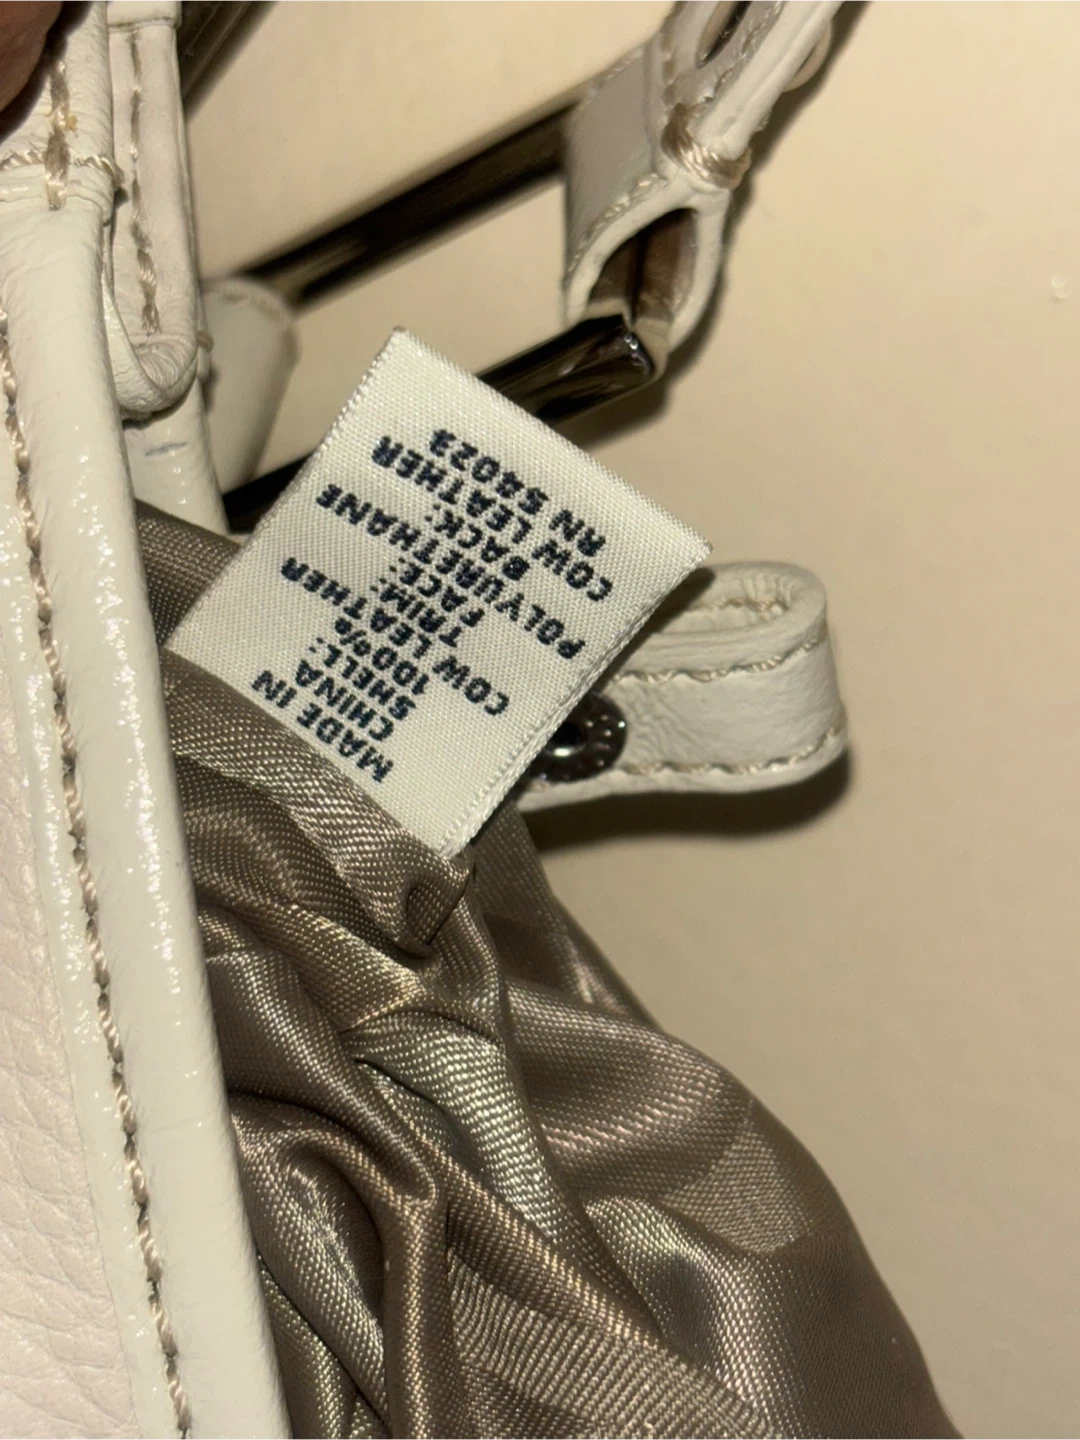 MADE IN
CHINA
SHELL:
100%
COW LEATHER
TRIM:
FACE:
POLYURETHANE
BACK:
COW LEATHER
RN 54023